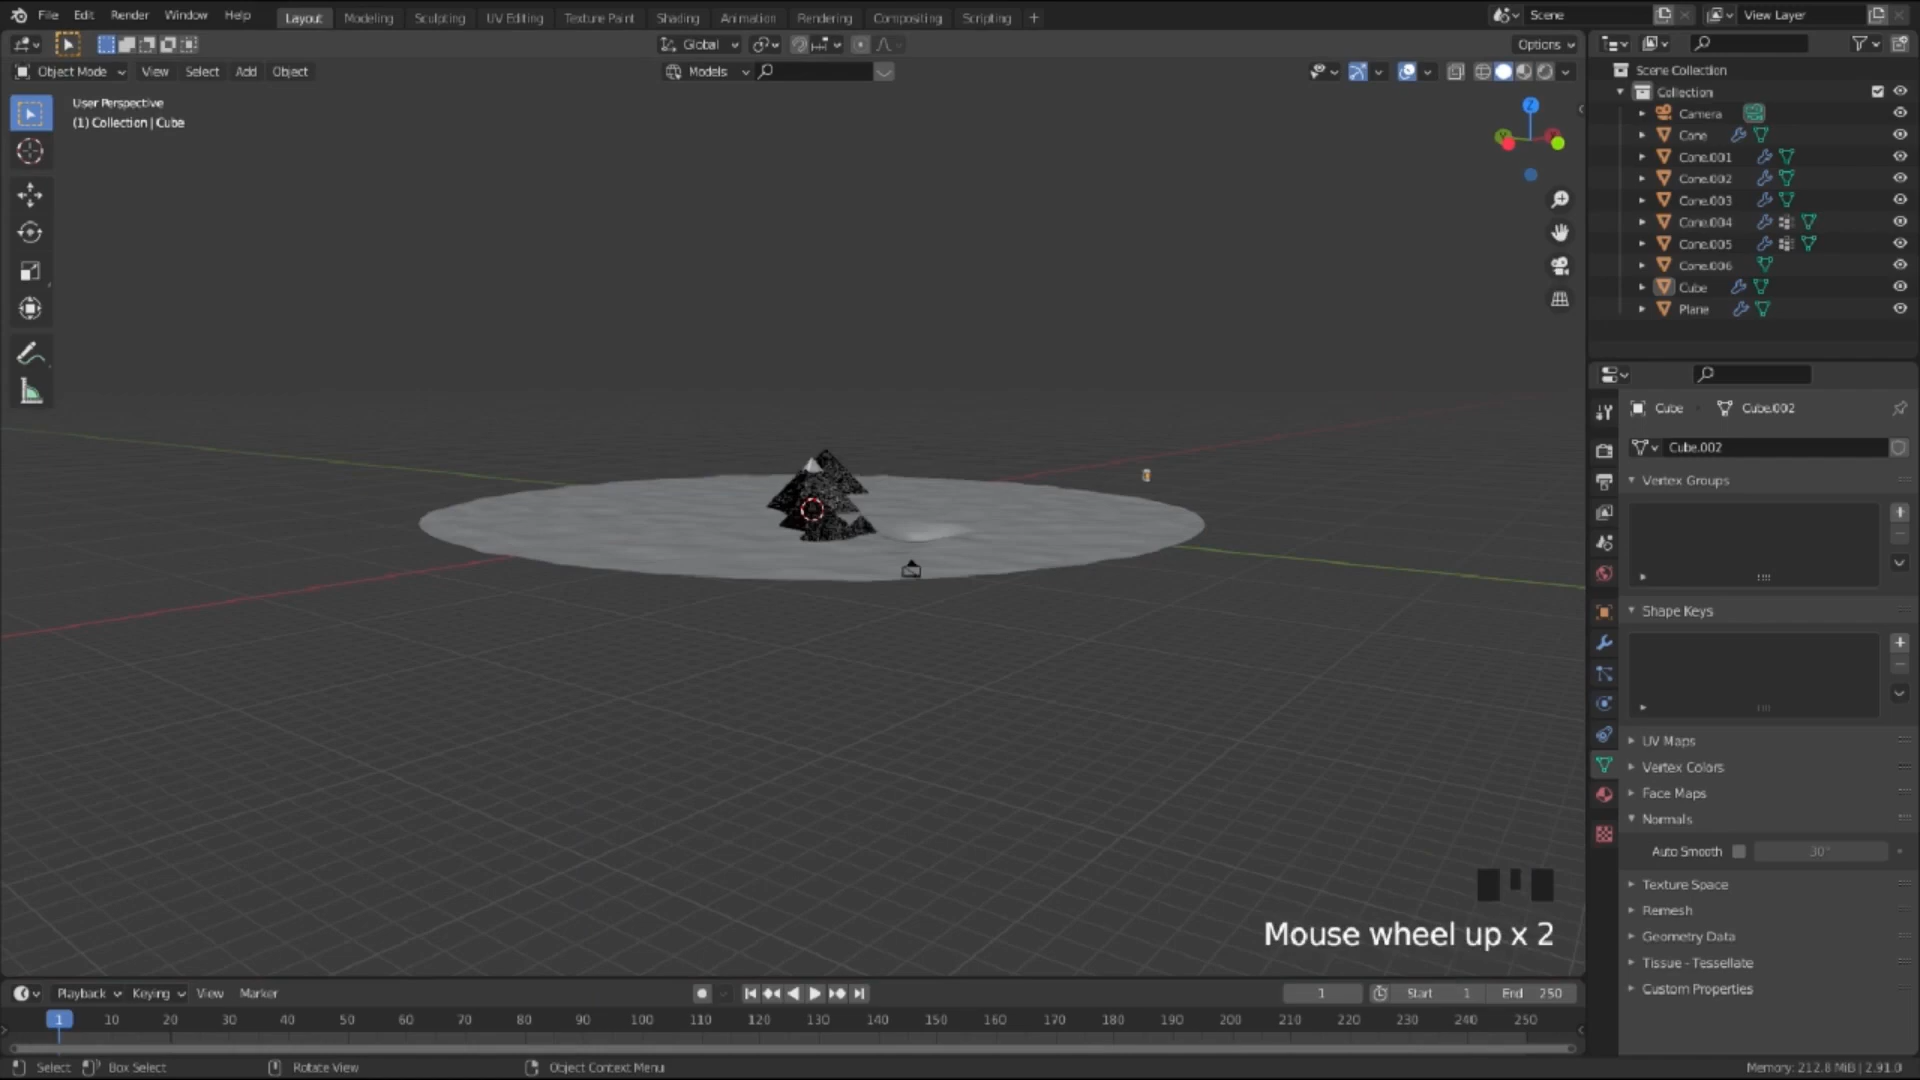 File Edit Render Window Help Layout Modeling Sculpting UV Editing Texture Paint Shading Animation Rendering Compositing Scripting + Scene View Layer
Global Options
Object Mode View Select Add Object Models
User Perspective
(1) Collection | Cube
Z
Y
Scene Collection
Collection
Camera
Cone
Cone.001
Cone.002
Cone.003
Cone.004
Cone.005
Cone.006
Cube
Plane
Cube Cube.002
Cube.002
Vertex Groups
Shape Keys
UV Maps
Vertex Colors
Face Maps
Normals
Auto Smooth 30°
Texture Space
Remesh
Geometry Data
Tissue - Tessellate
Custom Properties
Mouse wheel up x 2
Playback Keying View Marker 1 Start 1 End 250
1 10 20 30 40 50 60 70 80 90 100 110 120 130 140 150 160 170 180 190 200 210 220 230 240 250
Select Box Select Rotate View Object Context Menu Memory: 212.8 MiB | 2.91.0